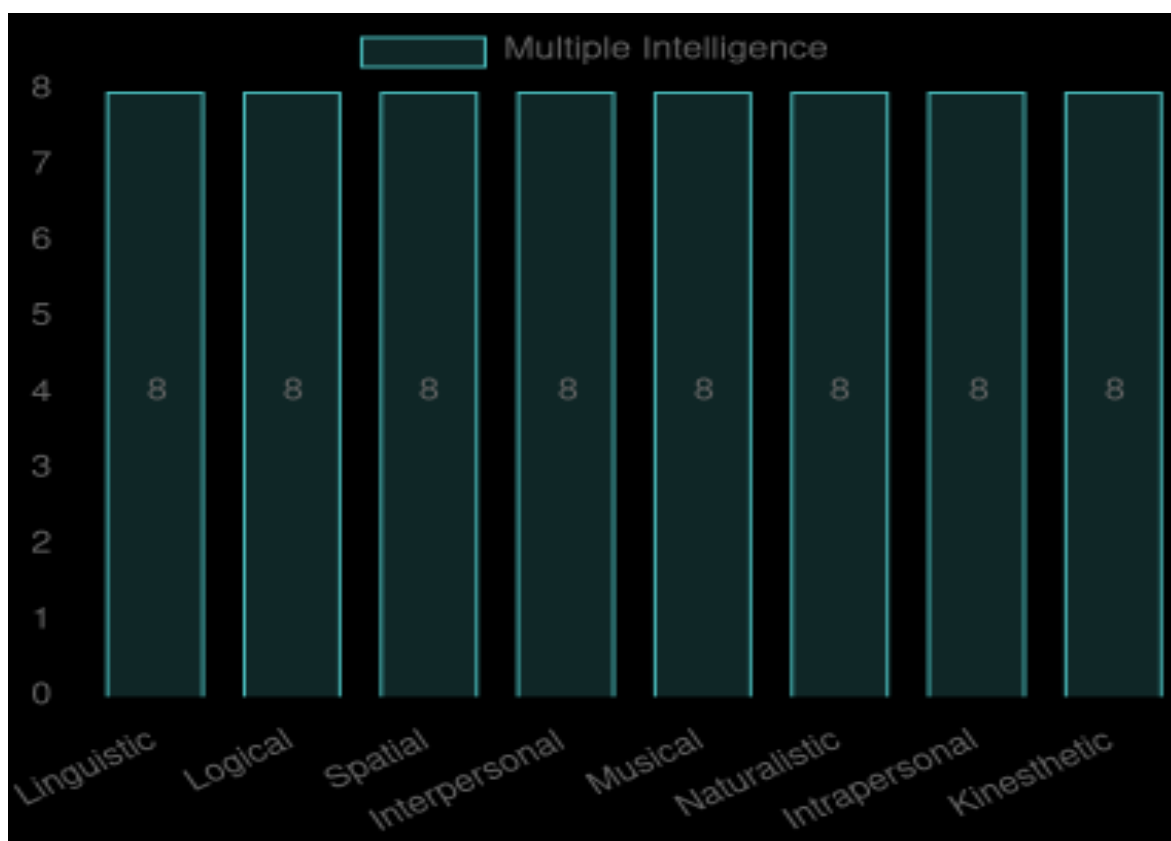 Multiple Intelligence
8
7
6
5
4
3
2
1
0
8 8 8 8 8 8 8 8
Linguistic
Logical
Spatial
Interpersonal
Musical
Naturalistic
Intrapersonal
Kinesthetic